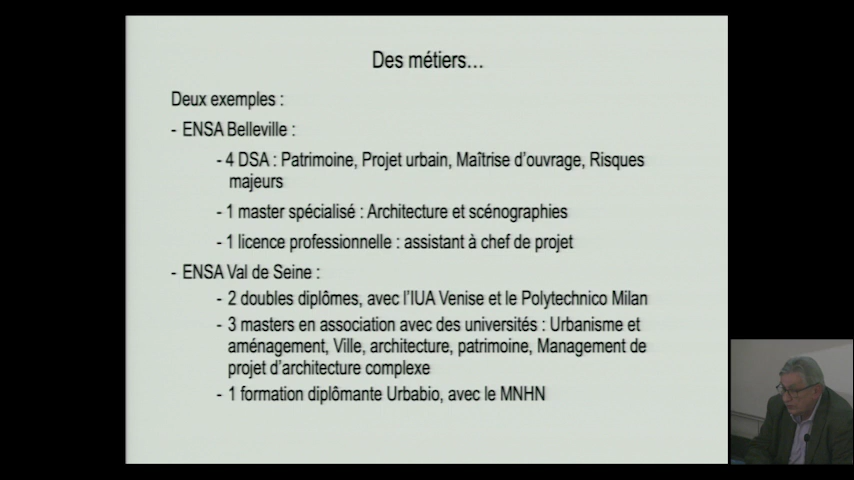 Des métiers…
Deux exemples :
- ENSA Belleville :
- 4 DSA : Patrimoine, Projet urbain, Maîtrise d'ouvrage, Risques
majeurs
- 1 master spécialisé : Architecture et scénographies
- 1 licence professionnelle : assistant à chef de projet
- ENSA Val de Seine :
- 2 doubles diplômes, avec l'IUA Venise et le Polytechnico Milan
- 3 masters en association avec des universités : Urbanisme et
aménagement, Ville, architecture, patrimoine, Management de
projet d'architecture complexe
- 1 formation diplômante Urbabio, avec le MNHN